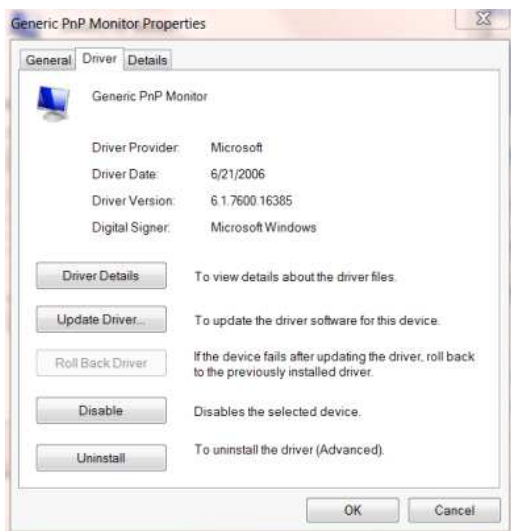 Generic PnP Monitor Properties
General Driver Details
Generic PnP Monitor
Driver Provider: Microsoft
Driver Date: 6/21/2006
Driver Version: 6.1.7600.16385
Digital Signer: Microsoft Windows
Driver Details To view details about the driver files.
Update Driver... To update the driver software for this device.
Roll Back Driver If the device fails after updating the driver, roll back
to the previously installed driver.
Disable Disables the selected device.
Uninstall To uninstall the driver (Advanced).
OK Cancel